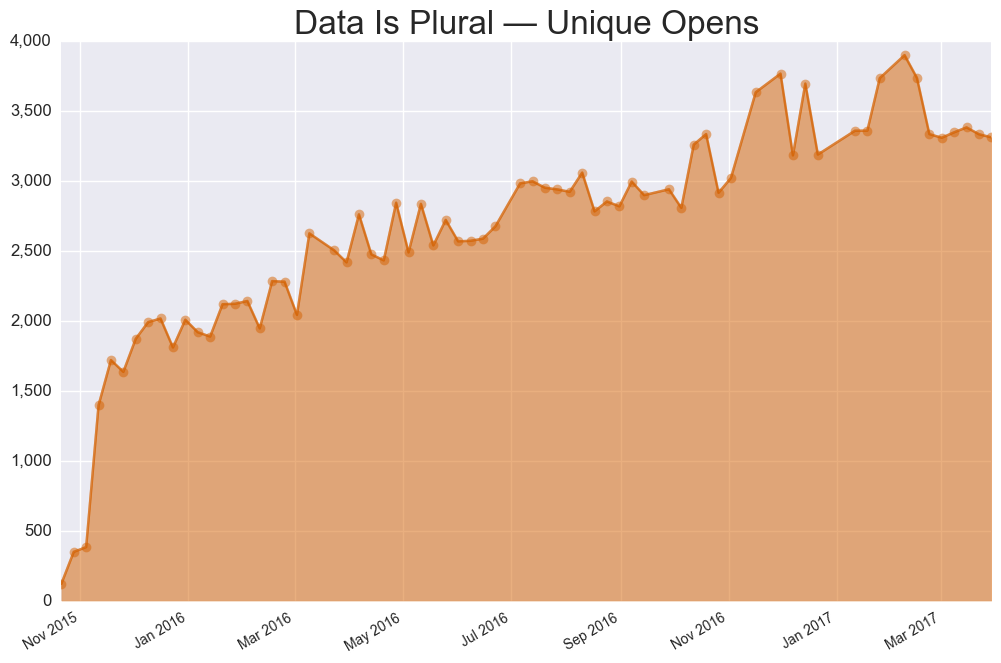 Data Is Plural — Unique Opens
4,000
3,500
3,000
2,500
2,000
1,500
1,000
500
0
Nov 2015
Jan 2016
Mar 2016
May 2016
Jul 2016
Sep 2016
Nov 2016
Jan 2017
Mar 2017